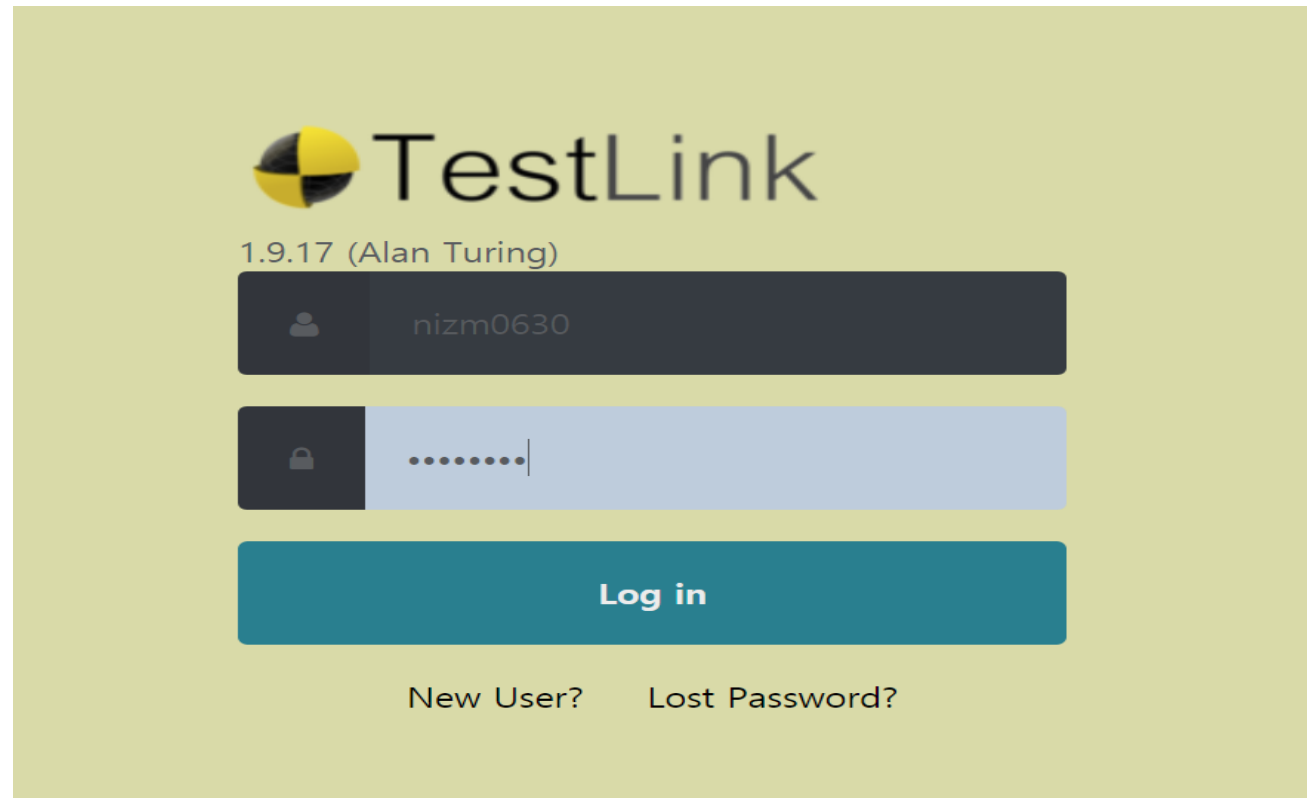 TestLink
1.9.17 (Alan Turing)
nizm0630
••••••••
Log in
New User? Lost Password?